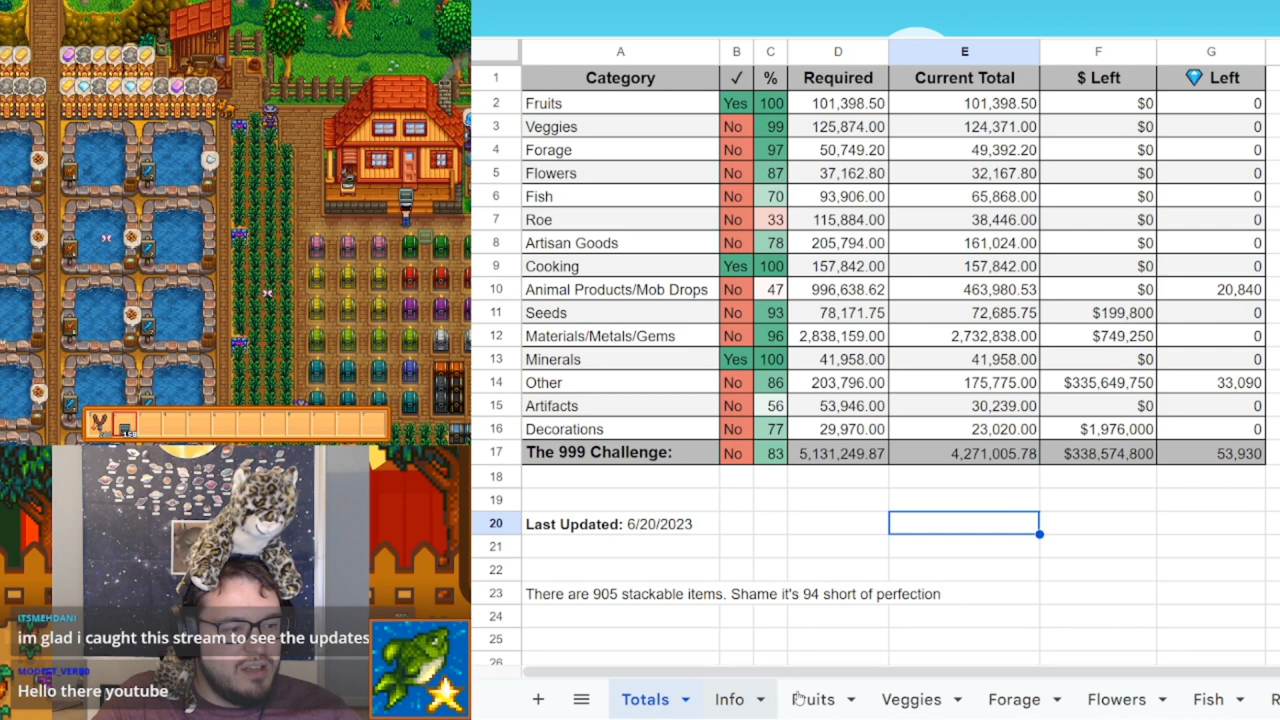 A B C D E F G
1 Category ✓ % Required Current Total $ Left 💎 Left
2 Fruits Yes 100 101,398.50 101,398.50 $0 0
3 Veggies No 99 125,874.00 124,371.00 $0 0
4 Forage No 97 50,749.20 49,392.20 $0 0
5 Flowers No 87 37,162.80 32,167.80 $0 0
6 Fish No 70 93,906.00 65,868.00 $0 0
7 Roe No 33 115,884.00 38,446.00 $0 0
8 Artisan Goods No 78 205,794.00 161,024.00 $0 0
9 Cooking Yes 100 157,842.00 157,842.00 $0 0
10 Animal Products/Mob Drops No 47 996,638.62 463,980.53 $0 20,840
11 Seeds No 93 78,171.75 72,685.75 $199,800 0
12 Materials/Metals/Gems No 96 2,838,159.00 2,732,838.00 $749,250 0
13 Minerals Yes 100 41,958.00 41,958.00 $0 0
14 Other No 86 203,796.00 175,775.00 $335,649,750 33,090
15 Artifacts No 56 53,946.00 30,239.00 $0 0
16 Decorations No 77 2,970.00 23,020.00 $1,976,000 0
17 The 999 Challenge: No 83 5,131,249.87 4,271,005.78 $338,574,800 53,930
18
19
20 Last Updated: 6/20/2023
21
22
23 There are 905 stackable items. Shame it's 94 short of perfection
24
25
26
+ Totals Info Fruits Veggies Forage Flowers Fish
158
ITSMEHDANI
im glad i caught this stream to see the updates
Hello there youtube